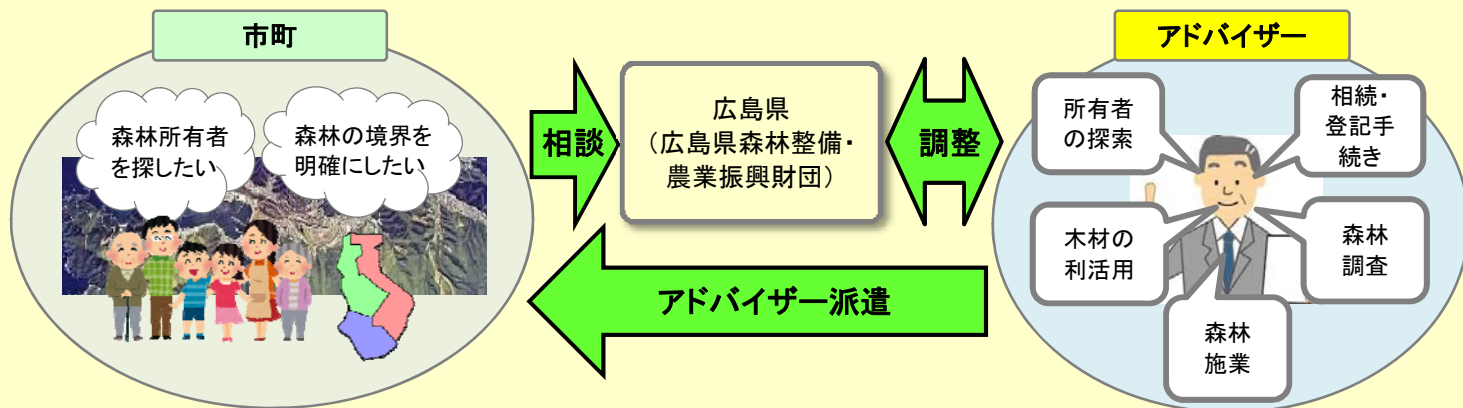 市町
森林所有者
を探したい
森林の境界を
明確にしたい
相談
広島県
（広島県森林整備・
農業振興財団）
調整
アドバイザー派遣
アドバイザー
所有者
の探索
相続・
登記手
続き
木材の
利活用
森林
調査
森林
施業